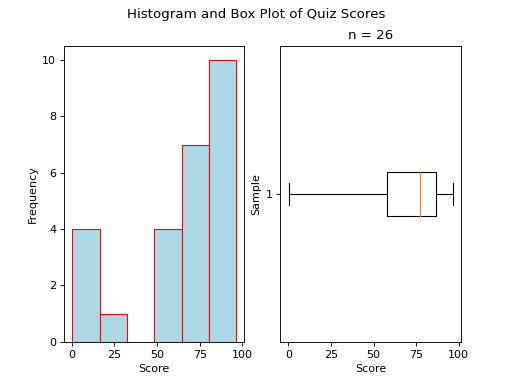 Histogram and Box Plot of Quiz Scores
n = 26
10
8
6
4
2
0
Frequency
0 25 50 75 100
Score
Sample
1
0 25 50 75 100
Score